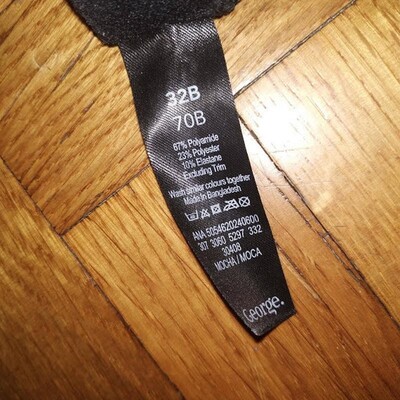 32B
70B
67% Polyamide
23% Polyester
10% Elastane
Excluding Trim
Wash similar colours together
Made in Bangladesh
ANA 5054620240600
307 3060 5297 332
30408
MOCHA / MOCA
George.